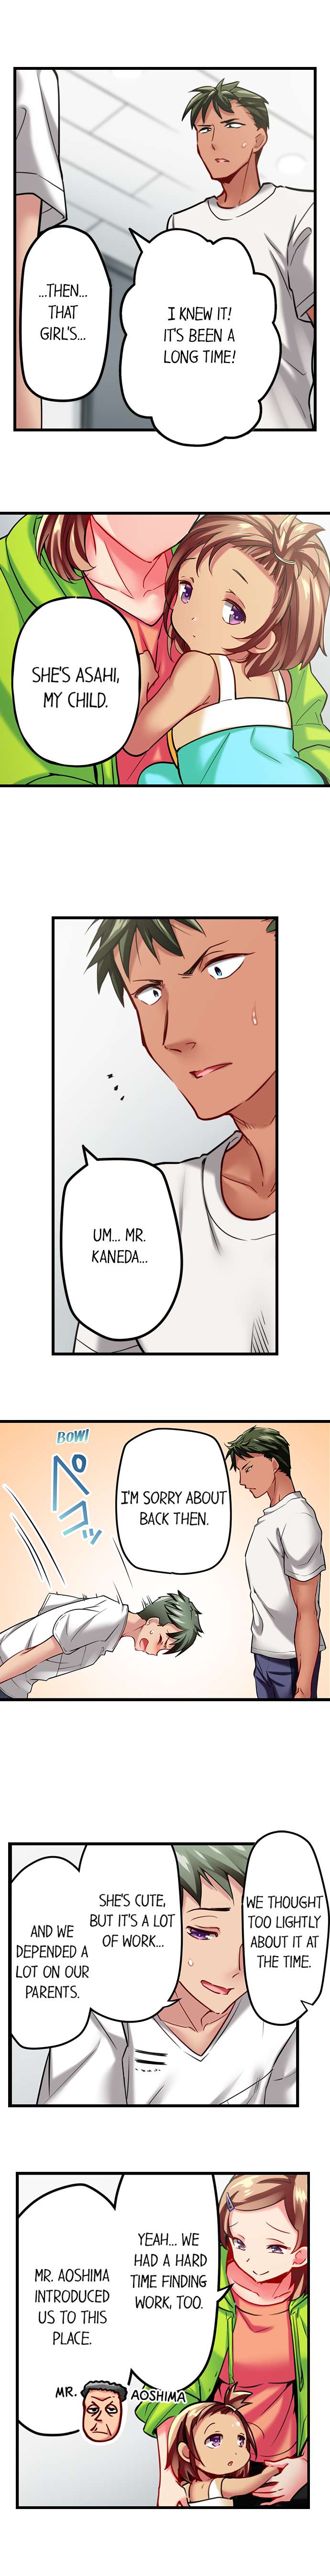 I KNEW IT!
IT'S BEEN A
LONG TIME!
...THEN...
THAT
GIRL'S...
SHE'S ASAHI,
MY CHILD.
UM... MR.
KANEDA...
BOW!
ペコッ
I'M SORRY ABOUT
BACK THEN.
WE THOUGHT
TOO LIGHTLY
ABOUT IT AT
THE TIME.
SHE'S CUTE,
BUT IT'S A LOT
OF WORK...
AND WE
DEPENDED A
LOT ON OUR
PARENTS.
YEAH... WE
HAD A HARD
TIME FINDING
WORK, TOO.
MR. AOSHIMA
INTRODUCED
US TO THIS
PLACE.
MR. AOSHIMA